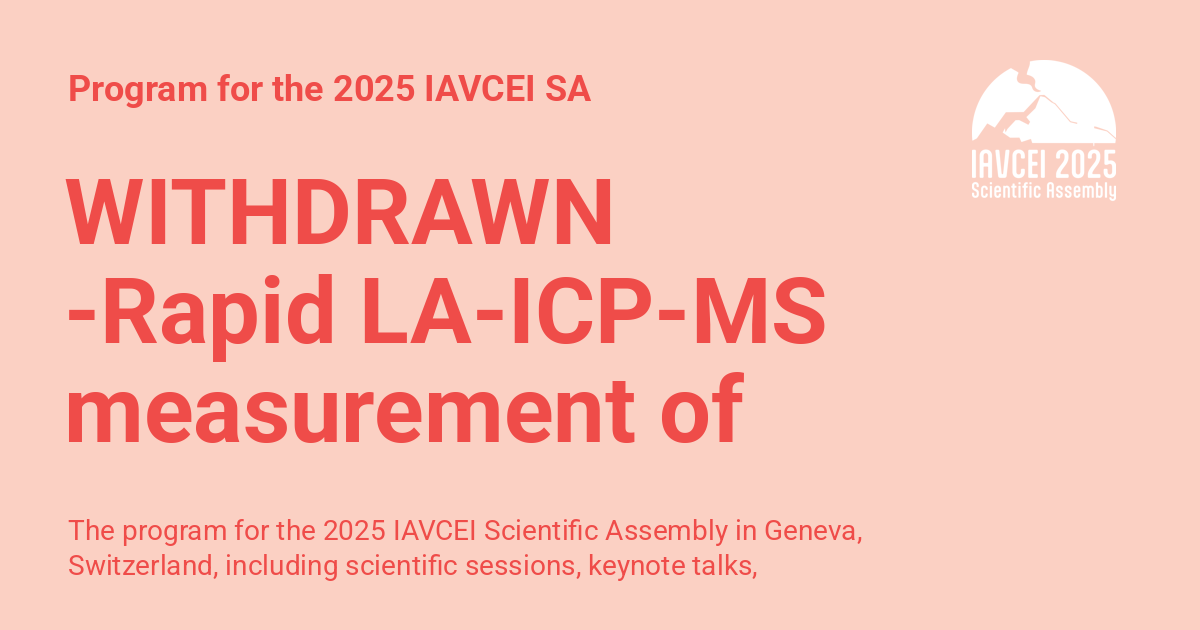 Program for the 2025 IAVCEI SA
IAVCEI 2025
Scientific Assembly
WITHDRAWN
-Rapid LA-ICP-MS
measurement of
The program for the 2025 IAVCEI Scientific Assembly in Geneva,
Switzerland, including scientific sessions, keynote talks,